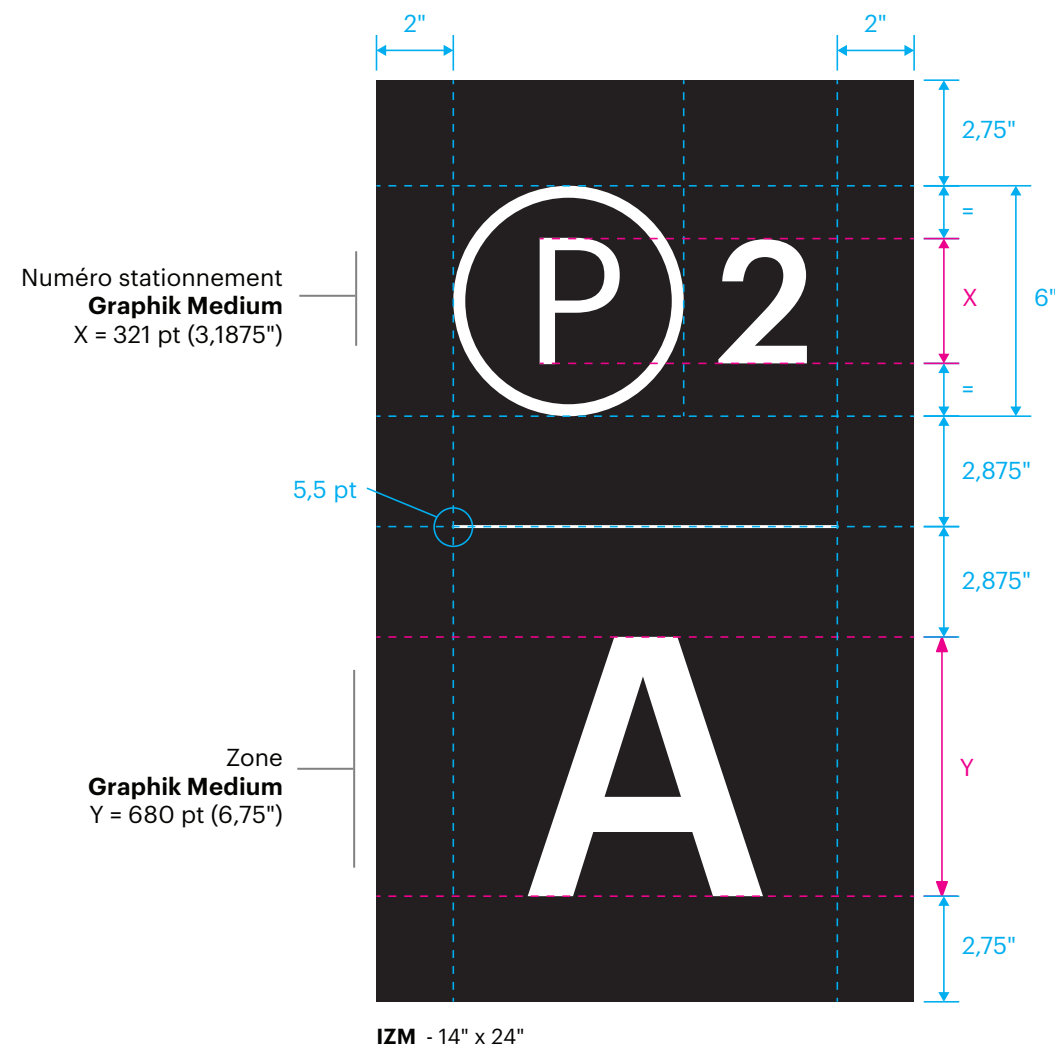 2" 2"
2,75"
=
P 2
X
6"
Numéro stationnement
Graphik Medium
X = 321 pt (3,1875")
=
2,875"
5,5 pt
2,875"
A
Y
Zone
Graphik Medium
Y = 680 pt (6,75")
2,75"
IZM - 14" x 24"